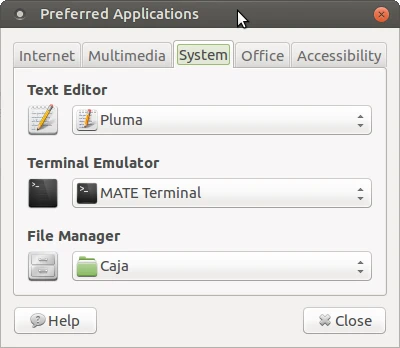 Preferred Applications
Internet Multimedia System Office Accessibility
Text Editor
Pluma
Terminal Emulator
MATE Terminal
File Manager
Caja
Help Close